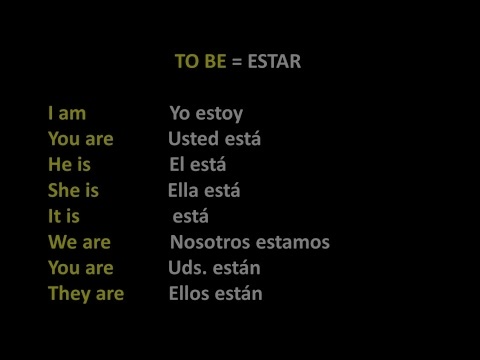 TO BE = ESTAR
I am Yo estoy
You are Usted está
He is El está
She is Ella está
It is está
We are Nosotros estamos
You are Uds. están
They are Ellos están